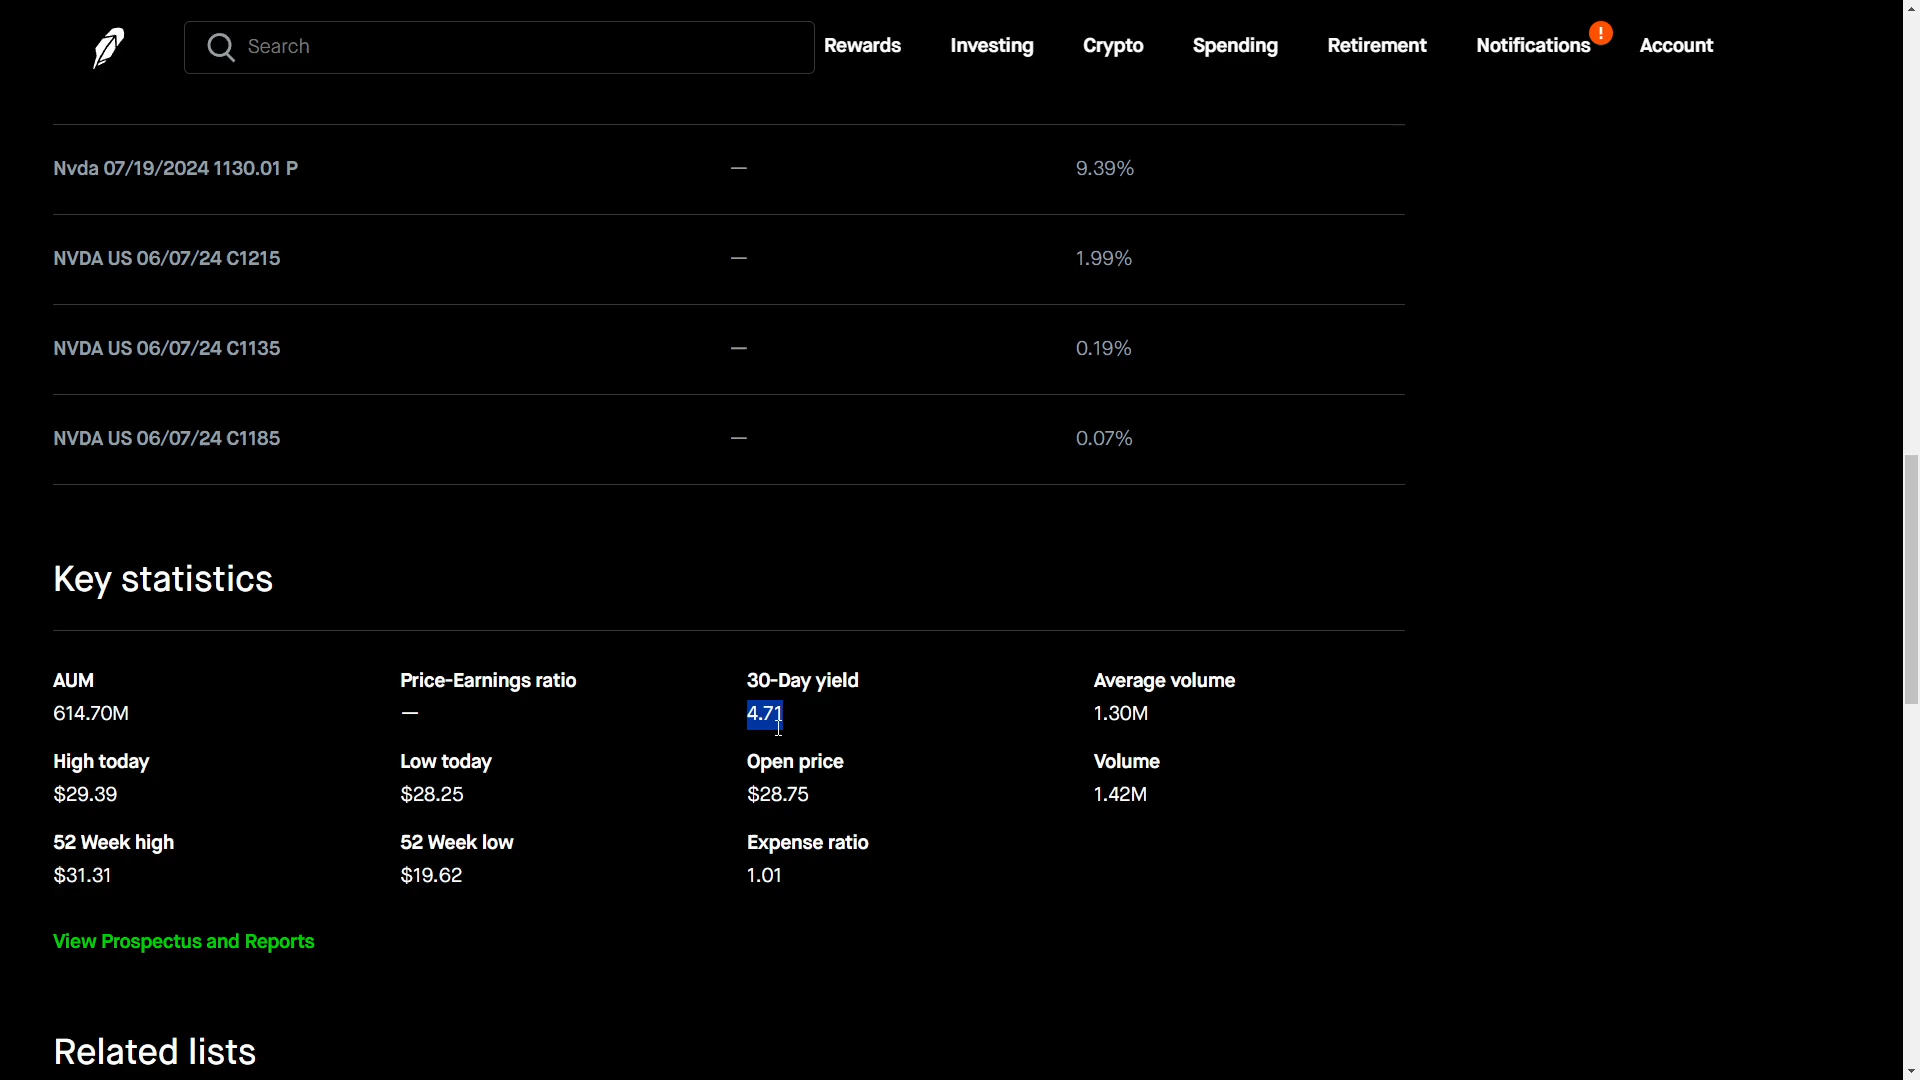 Search Rewards Investing Crypto Spending Retirement Notifications ! Account
Nvda 07/19/2024 1130.01 P — 9.39%
NVDA US 06/07/24 C1215 — 1.99%
NVDA US 06/07/24 C1135 — 0.19%
NVDA US 06/07/24 C1185 — 0.07%
Key statistics
AUM Price-Earnings ratio 30-Day yield Average volume
614.70M — 4.71 1.30M
High today Low today Open price Volume
$29.39 $28.25 $28.75 1.42M
52 Week high 52 Week low Expense ratio
$31.31 $19.62 1.01
View Prospectus and Reports
Related lists